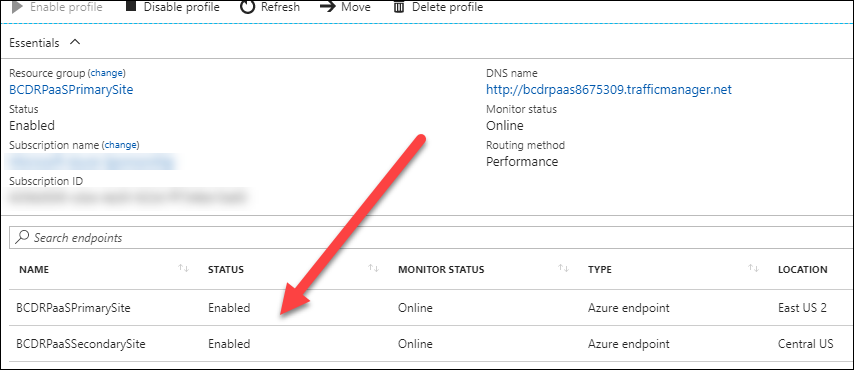 Enable profile Disable profile Refresh Move Delete profile
Essentials
Resource group (change)
BCDRPaaSPrimarySite
Status
Enabled
Subscription name (change)
Subscription ID
DNS name
http://bcdrpaas8675309.trafficmanager.net
Monitor status
Online
Routing method
Performance
Search endpoints
NAME STATUS MONITOR STATUS TYPE LOCATION
BCDRPaaSPrimarySite Enabled Online Azure endpoint East US 2
BCDRPaaSSecondarySite Enabled Online Azure endpoint Central US